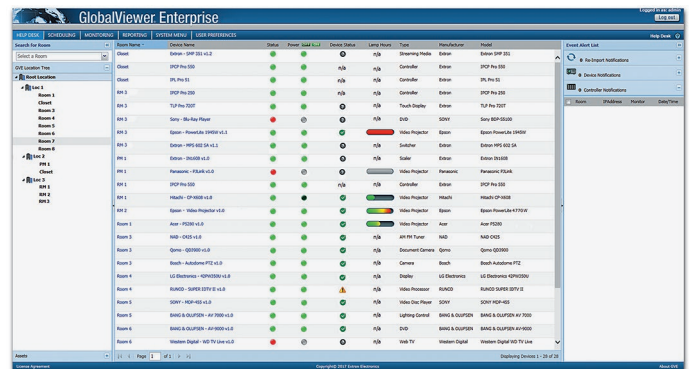 Logged in as: admin
GlobalViewer Enterprise
Log out
HELP DESK SCHEDULING MONITORING REPORTING SYSTEM MENU USER PREFERENCES Help Desk
Search for Room
Select a Room
GVE Location Tree
Root Location
Loc 1
Room 1
Closet
Room 3
Room 4
Room 5
Room 6
Room 7
Room 8
Loc 2
PM 1
Closet
Loc 3
RM 1
RM 2
RM 3
Assets
Room Name Device Name Status Power Device Status Lamp Hours Type Manufacturer Model
Closet Extron - SMP 351 v1.2 n/a Streaming Media Extron Extron SMP 351
Closet IPCP Pro 550 n/a n/a Controller Extron IPCP Pro 550
Closet IPL Pro S1 n/a Controller Extron IPL Pro S1
RM 3 IPCP Pro 250 n/a n/a Controller Extron IPCP Pro 250
RM 3 TLP Pro 720T n/a Touch Display Extron TLP Pro 720T
RM 3 Sony - Blu-Ray Player n/a DVD SONY Sony BDP-S5100
RM 3 Epson - PowerLite 1945W v1.1 Video Projector Epson Epson PowerLite 1945W
RM 3 Extron - MPS 602 SA v1.1 n/a Switcher Extron Extron MPS 602 SA
PM 1 Extron - IN1608 v1.0 n/a Scaler Extron Extron IN1608
PM 1 Panasonic - PJLink v1.0 Video Projector Panasonic Panasonic PJLink
RM 1 IPCP Pro 550 n/a n/a Controller Extron IPCP Pro 550
RM 1 Hitachi - CP-X608 v1.8 Video Projector Hitachi Hitachi CP-X608
RM 2 Epson - Video Projector v1.0 Video Projector Epson Epson PowerLite 4770W
Room 1 Acer - P5280 v1.0 Video Projector Acer Acer P5280
Room 3 NAD - C425 v1.0 n/a AM FM Tuner NAD NAD C425
Room 3 Qomo - QD3900 v1.0 n/a Document Camera Qomo Qomo QD3900
Room 3 Bosch - Autodome PTZ v1.0 n/a Camera Bosch Bosch Autodome PTZ
Room 4 LG Electronics - 42PW350U v1.0 n/a Display LG Electronics LG Electronics 42PW350U
Room 4 RUNCO - SUPER IDTV II v1.0 n/a Video Processor RUNCO RUNCO SUPER IDTV II
Room 5 SONY - MDP-455 v1.0 n/a Video Disc Player SONY SONY MDP-455
Room 5 BANG & OLUFSEN - AV 7000 v1.0 n/a Lighting Control BANG & OLUFSEN BANG & OLUFSEN AV 7000
Room 6 BANG & OLUFSEN - AV-9000 v1.0 n/a DVD BANG & OLUFSEN BANG & OLUFSEN AV-9000
Room 6 Western Digital - WD TV Live v1.0 n/a Web TV Western Digital Western Digital WD TV Live
Page 1 of 1 Displaying Devices 1 - 29 of 29
Event Alert List
0 Re-Import Notifications
0 Device Notifications
0 Controller Notifications
Room IPAddress Monitor Date/Time
License Agreement Copyright© 2017 Extron Electronics About GVE